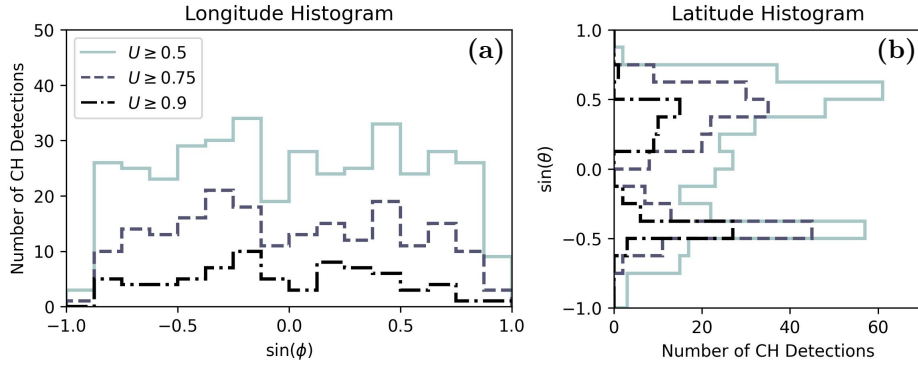 Longitude Histogram
50
40
30
20
10
0
Number of CH Detections
U ≥ 0.5
U ≥ 0.75
U ≥ 0.9
(a)
−1.0 −0.5 0.0 0.5 1.0
sin(ϕ)
Latitude Histogram
1.0
0.5
0.0
−0.5
−1.0
sin(θ)
(b)
0 20 40 60
Number of CH Detections